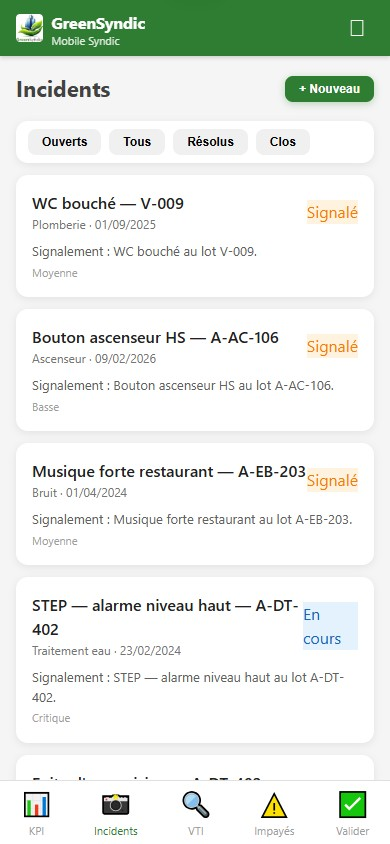 GreenSyndic
Mobile Syndic
Incidents
+ Nouveau
Ouverts Tous Résolus Clos
WC bouché — V-009
Signalé
Plomberie · 01/09/2025
Signalement : WC bouché au lot V-009.
Moyenne
Bouton ascenseur HS — A-AC-106
Signalé
Ascenseur · 09/02/2026
Signalement : Bouton ascenseur HS au lot A-AC-106.
Basse
Musique forte restaurant — A-EB-203
Signalé
Bruit · 01/04/2024
Signalement : Musique forte restaurant au lot A-EB-203.
Moyenne
STEP — alarme niveau haut — A-DT-
402
En
cours
Traitement eau · 23/02/2024
Signalement : STEP — alarme niveau haut au lot A-DT-
402.
Critique
KPI Incidents VTI Impayés Valider